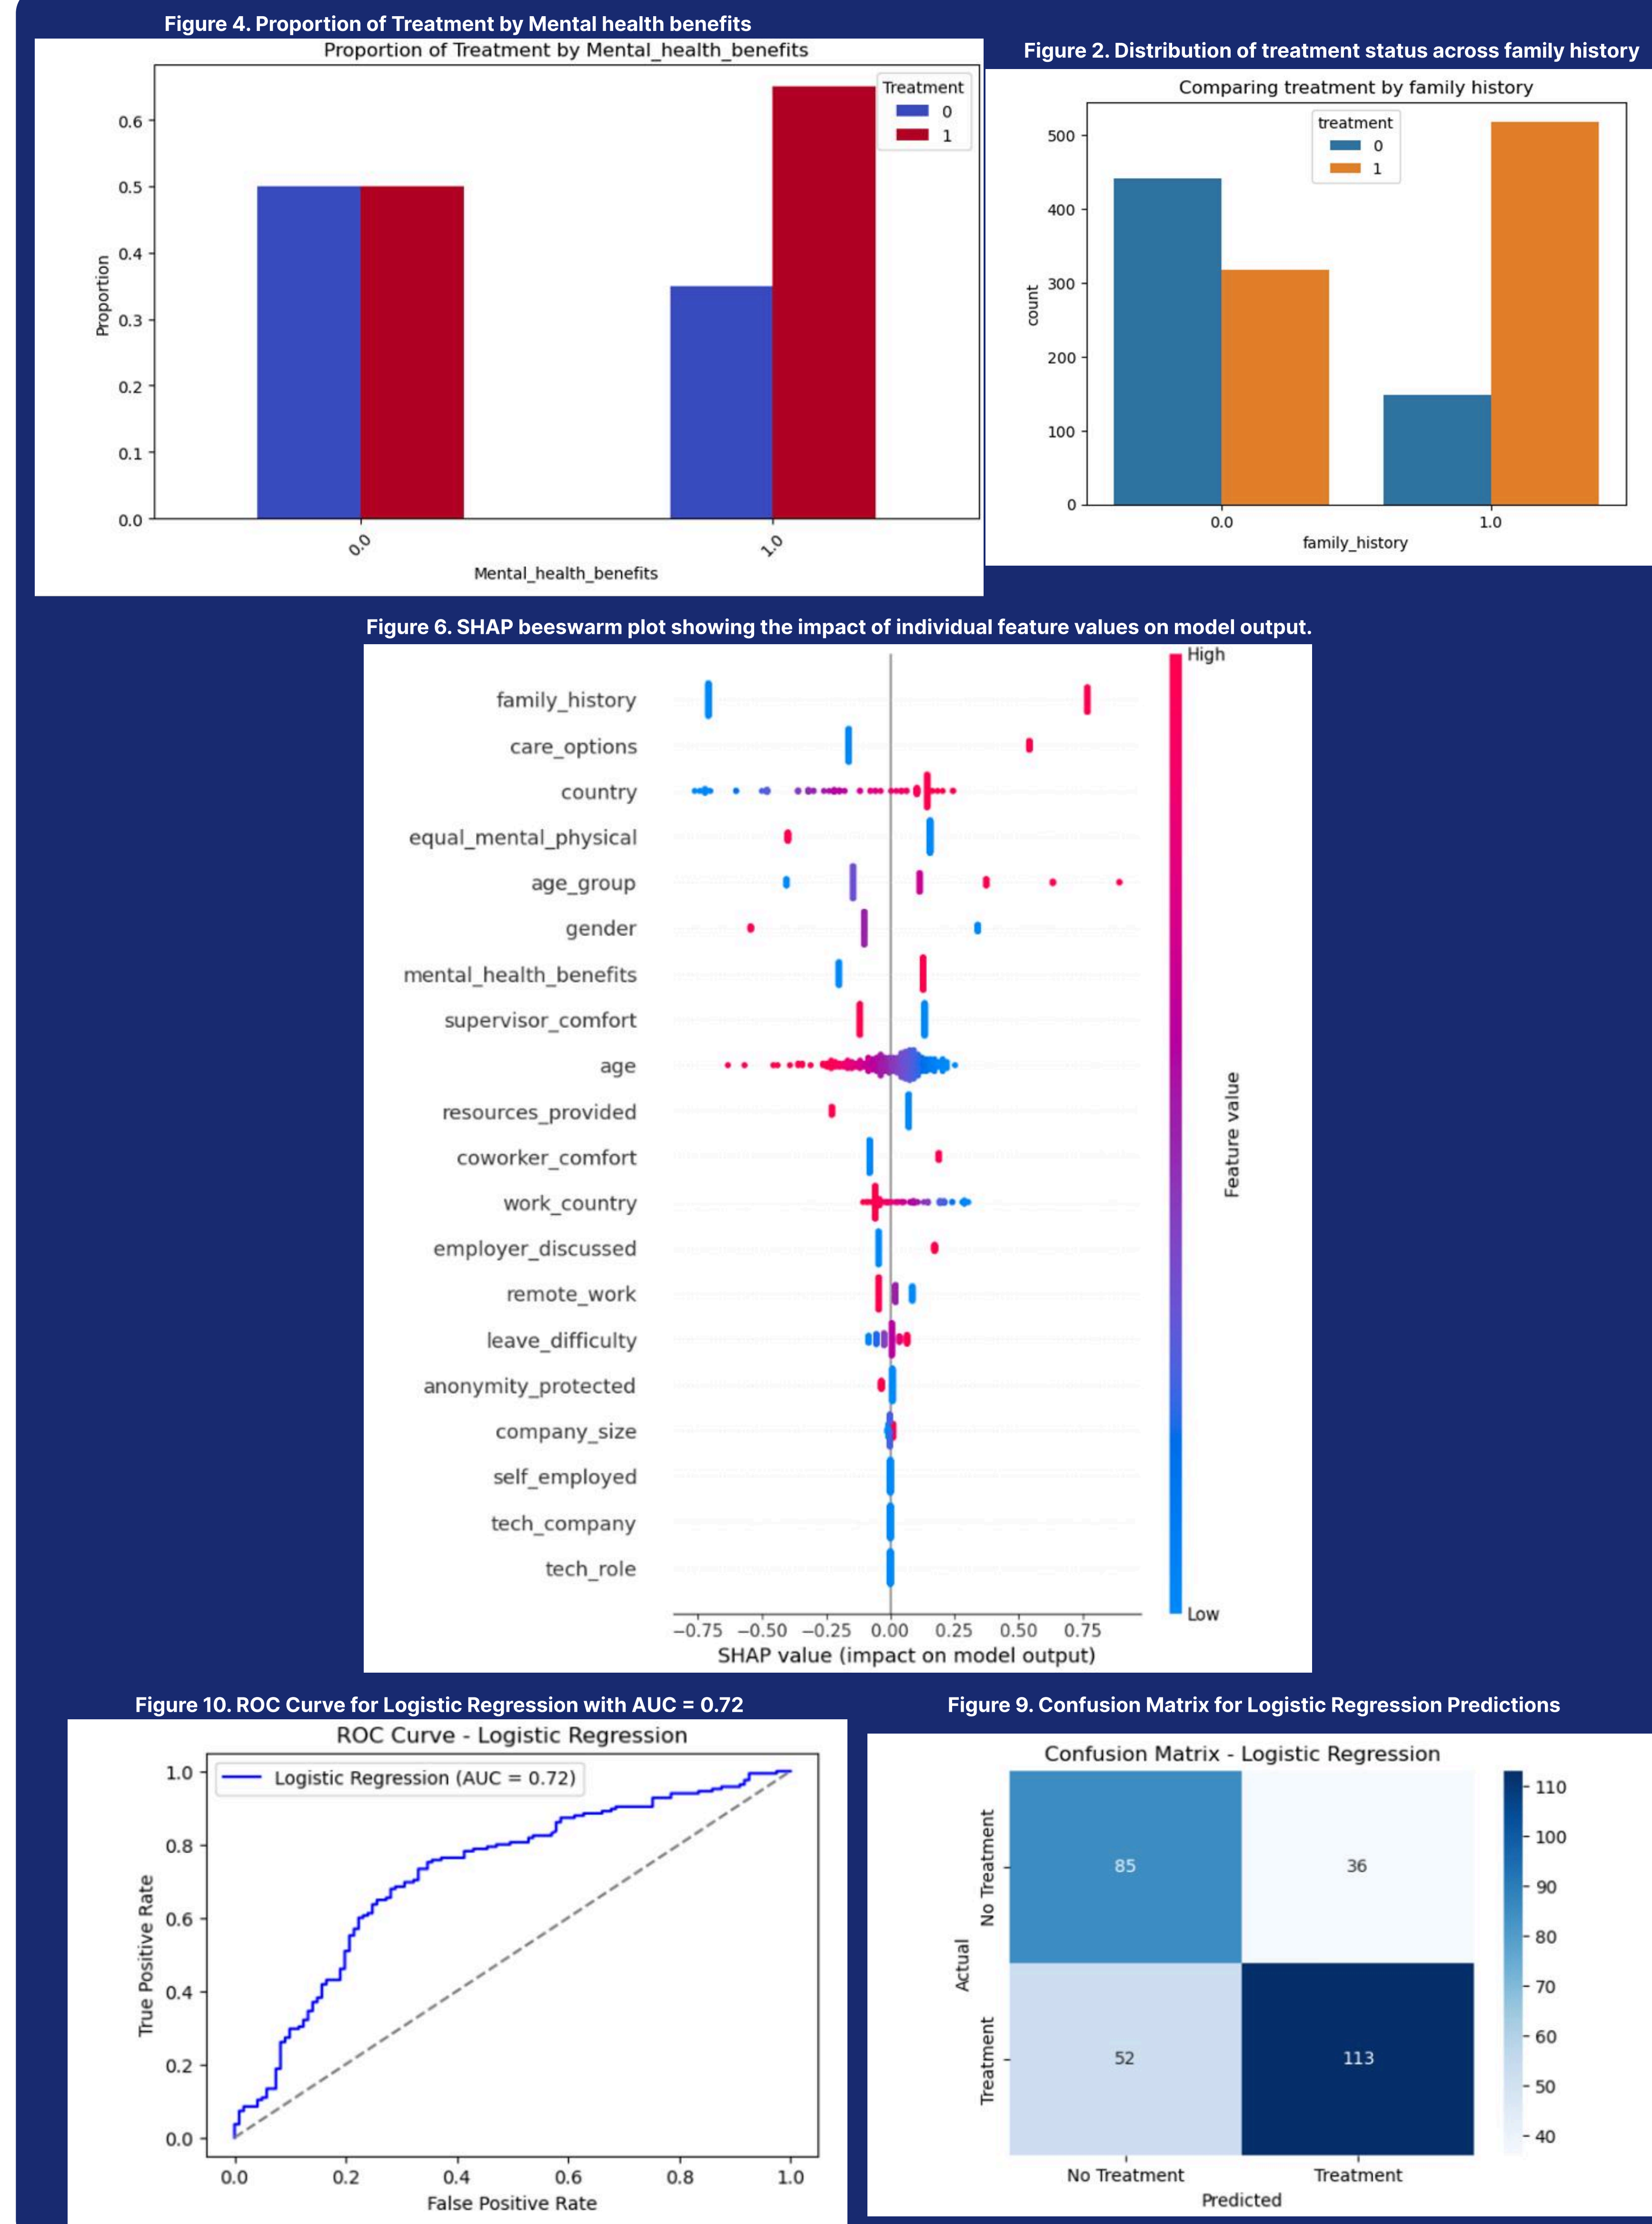 Figure 4. Proportion of Treatment by Mental health benefits
Proportion of Treatment by Mental_health_benefits
Treatment
0
1
0.6
0.5
0.4
0.3
0.2
0.1
0.0
Proportion
0.0
1.0
Mental_health_benefits
Figure 2. Distribution of treatment status across family history
Comparing treatment by family history
treatment
0
1
500
400
300
200
100
0
count
0.0
1.0
family_history
Figure 6. SHAP beeswarm plot showing the impact of individual feature values on model output.
High
family_history
care_options
country
equal_mental_physical
age_group
gender
mental_health_benefits
supervisor_comfort
age
resources_provided
coworker_comfort
work_country
employer_discussed
remote_work
leave_difficulty
anonymity_protected
company_size
self_employed
tech_company
tech_role
Feature value
Low
−0.75 −0.50 −0.25 0.00 0.25 0.50 0.75
SHAP value (impact on model output)
Figure 10. ROC Curve for Logistic Regression with AUC = 0.72
ROC Curve - Logistic Regression
Logistic Regression (AUC = 0.72)
1.0
0.8
0.6
0.4
0.2
0.0
True Positive Rate
0.0 0.2 0.4 0.6 0.8 1.0
False Positive Rate
Figure 9. Confusion Matrix for Logistic Regression Predictions
Confusion Matrix - Logistic Regression
No Treatment
Treatment
Actual
85 36
52 113
110
100
90
80
70
60
50
40
No Treatment Treatment
Predicted